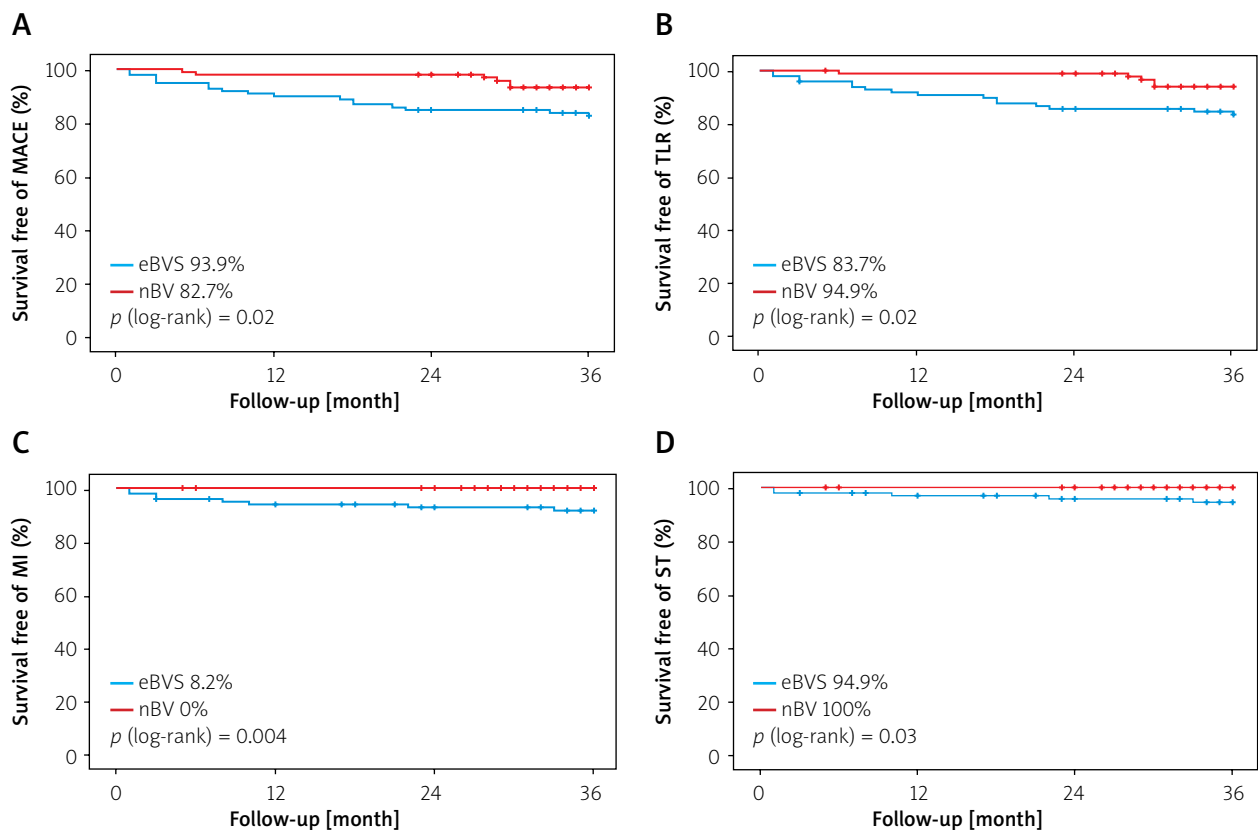 A
Survival free of MACE (%)
100
80
60
40
20
0
eBVS 93.9%
nBV 82.7%
p (log-rank) = 0.02
0 12 24 36
Follow-up [month]
B
Survival free of TLR (%)
100
80
60
40
20
0
eBVS 83.7%
nBV 94.9%
p (log-rank) = 0.02
0 12 24 36
Follow-up [month]
C
Survival free of MI (%)
100
80
60
40
20
0
eBVS 8.2%
nBV 0%
p (log-rank) = 0.004
0 12 24 36
Follow-up [month]
D
Survival free of ST (%)
100
80
60
40
20
0
eBVS 94.9%
nBV 100%
p (log-rank) = 0.03
0 12 24 36
Follow-up [month]